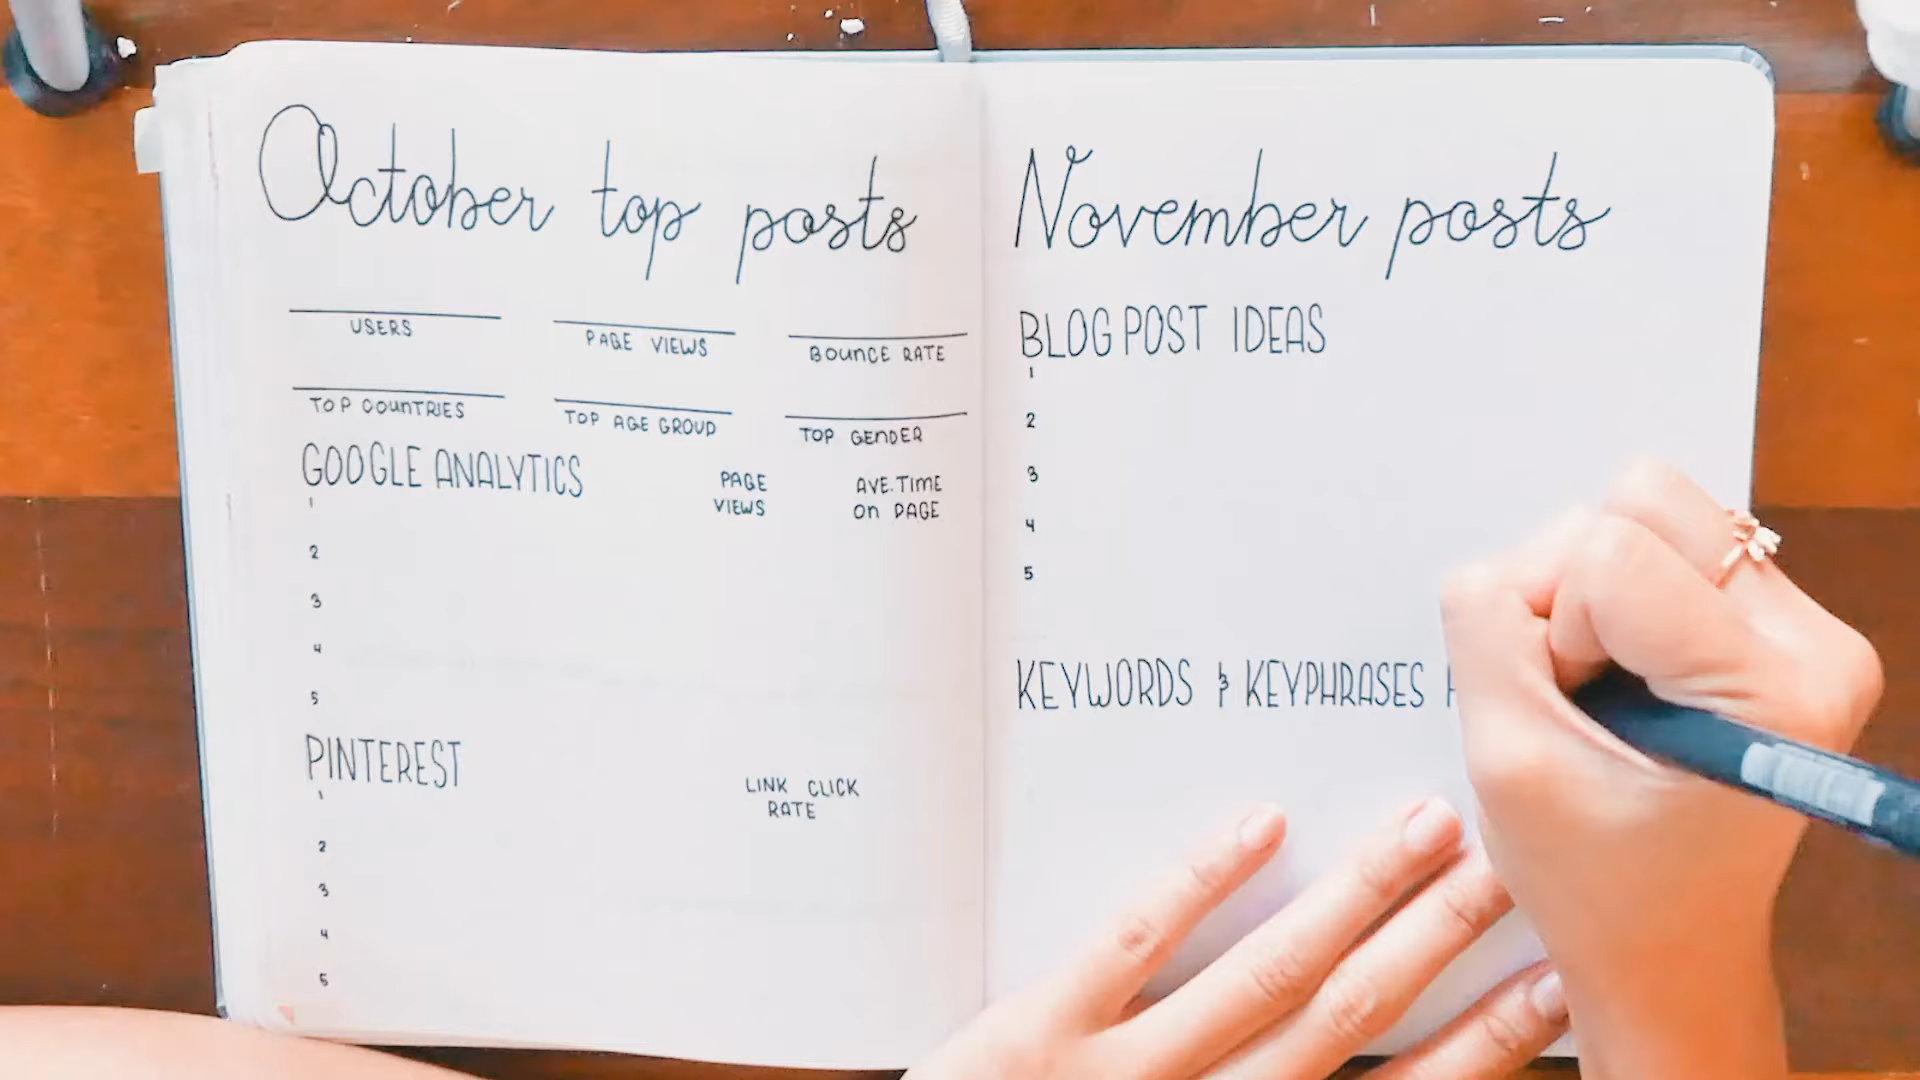 October top posts
USERS PAGE VIEWS BOUNCE RATE
TOP COUNTRIES TOP AGE GROUP TOP GENDER
GOOGLE ANALYTICS PAGE VIEWS AVE. TIME ON PAGE
1
2
3
4
5
PINTEREST LINK CLICK RATE
1
2
3
4
5
November posts
BLOG POST IDEAS
1
2
3
4
5
KEYWORDS & KEYPHRASES